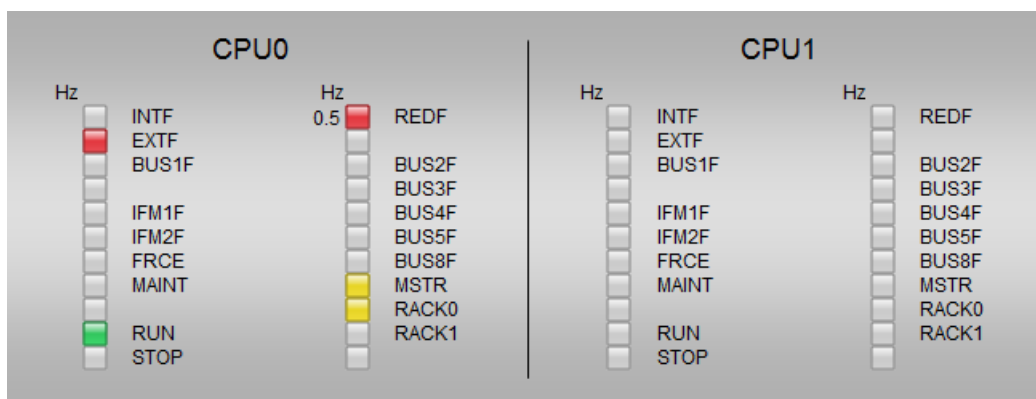 CPU0
Hz
INTF
EXTF
BUS1F
IFM1F
IFM2F
FRCE
MAINT
RUN
STOP
Hz
0.5 REDF
BUS2F
BUS3F
BUS4F
BUS5F
BUS8F
MSTR
RACK0
RACK1
CPU1
Hz
INTF
EXTF
BUS1F
IFM1F
IFM2F
FRCE
MAINT
RUN
STOP
Hz
REDF
BUS2F
BUS3F
BUS4F
BUS5F
BUS8F
MSTR
RACK0
RACK1